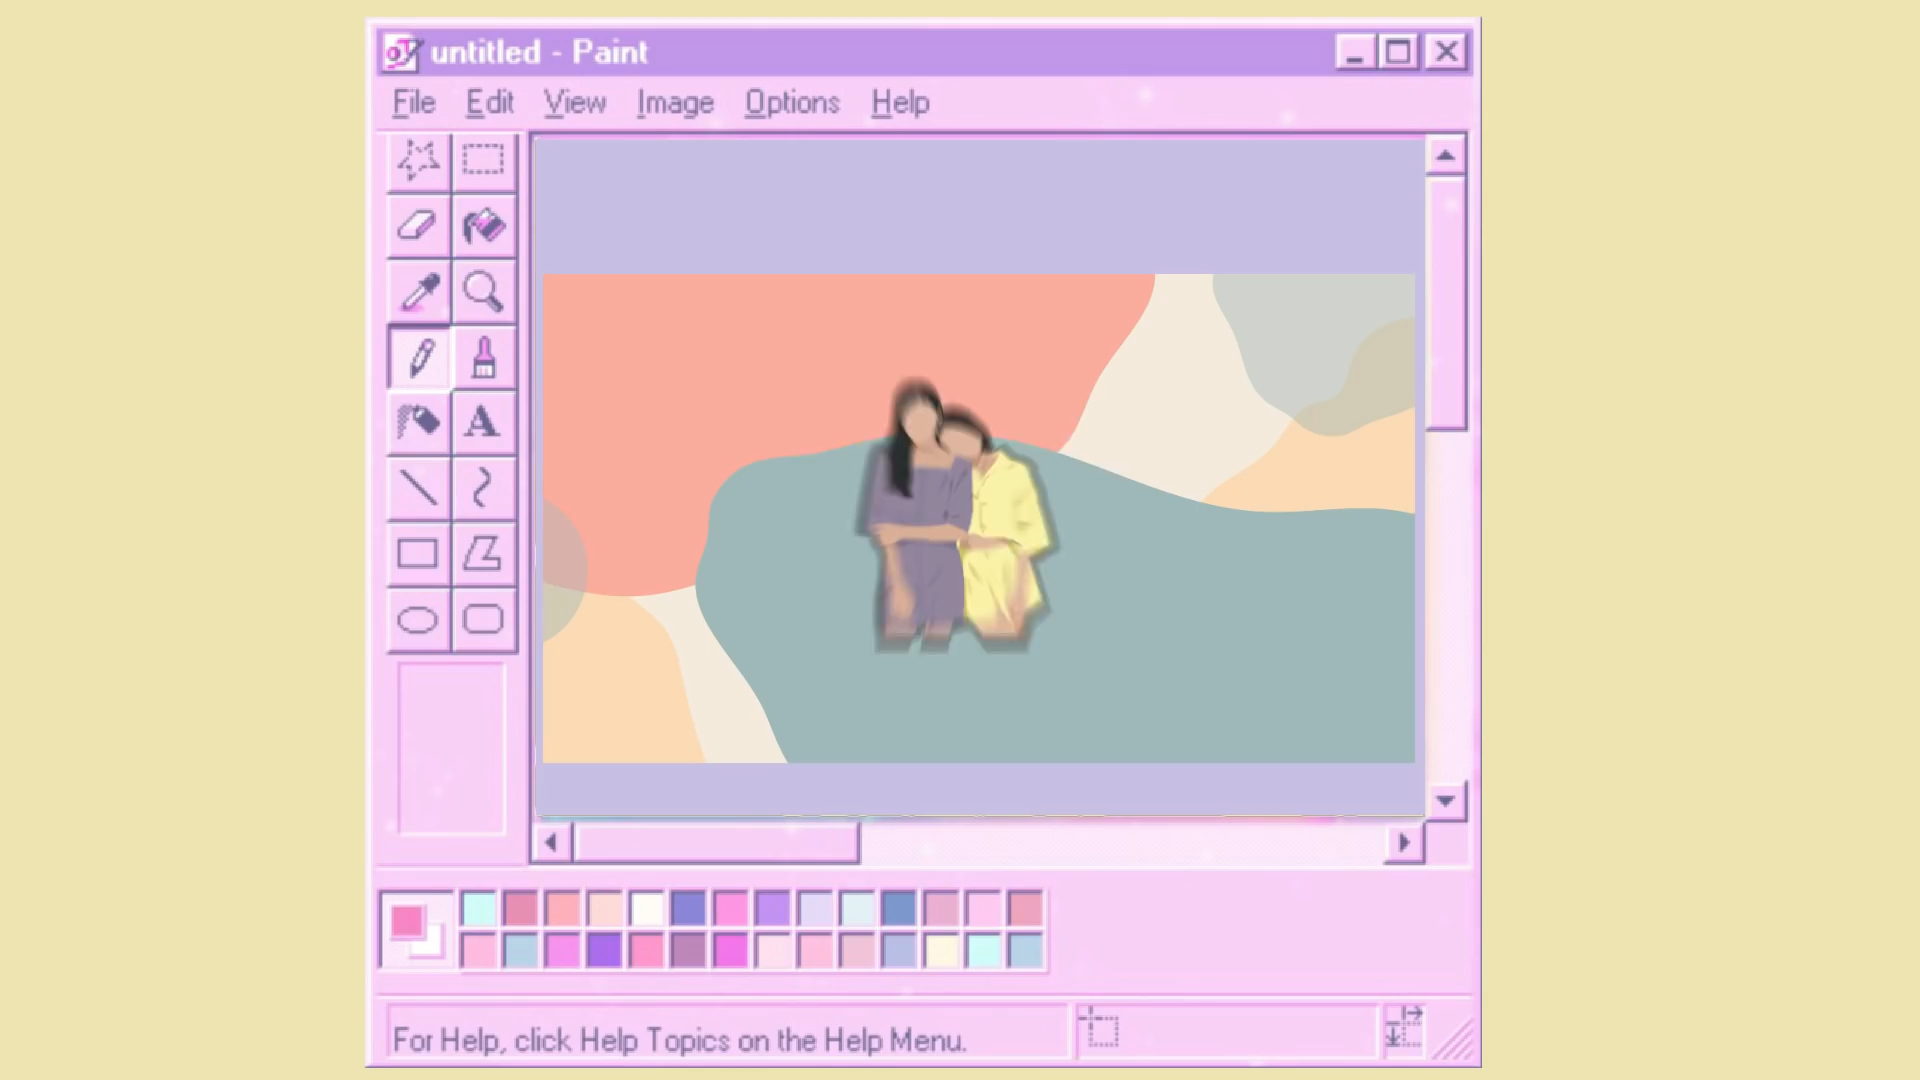 untitled - Paint
File Edit View Image Options Help
A
For Help, click Help Topics on the Help Menu.